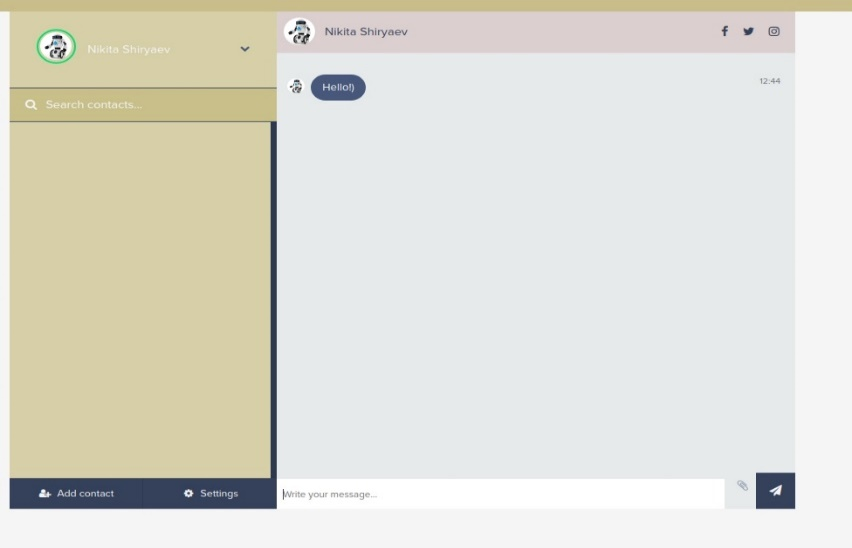 Nikita Shiryaev
Search contacts...
Add contact
Settings
Nikita Shiryaev
Hello!)
12:44
Write your message...